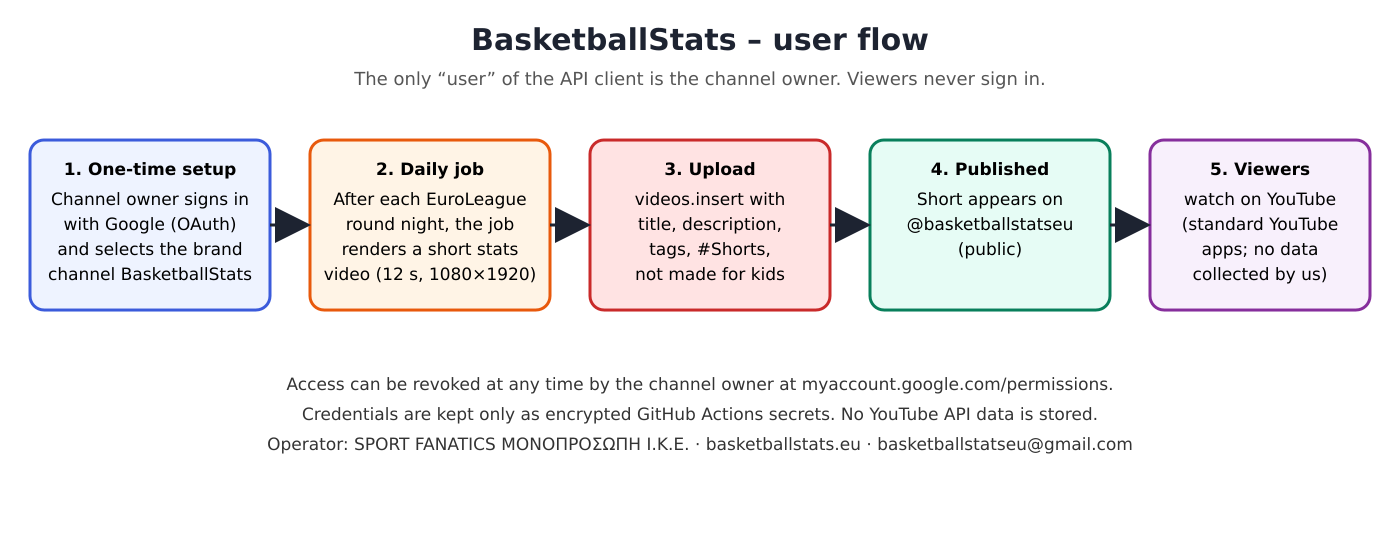 BasketballStats – user flow
The only “user” of the API client is the channel owner. Viewers never sign in.
1. One-time setup
Channel owner signs in
with Google (OAuth)
and selects the brand
channel BasketballStats
2. Daily job
After each EuroLeague
round night, the job
renders a short stats
video (12 s, 1080×1920)
3. Upload
videos.insert with
title, description,
tags, #Shorts,
not made for kids
4. Published
Short appears on
@basketballstatseu
(public)
5. Viewers
watch on YouTube
(standard YouTube
apps; no data
collected by us)
Access can be revoked at any time by the channel owner at myaccount.google.com/permissions.
Credentials are kept only as encrypted GitHub Actions secrets. No YouTube API data is stored.
Operator: SPORT FANATICS ΜΟΝΟΠΡΟΣΩΠΗ Ι.Κ.Ε. · basketballstats.eu · basketballstatseu@gmail.com